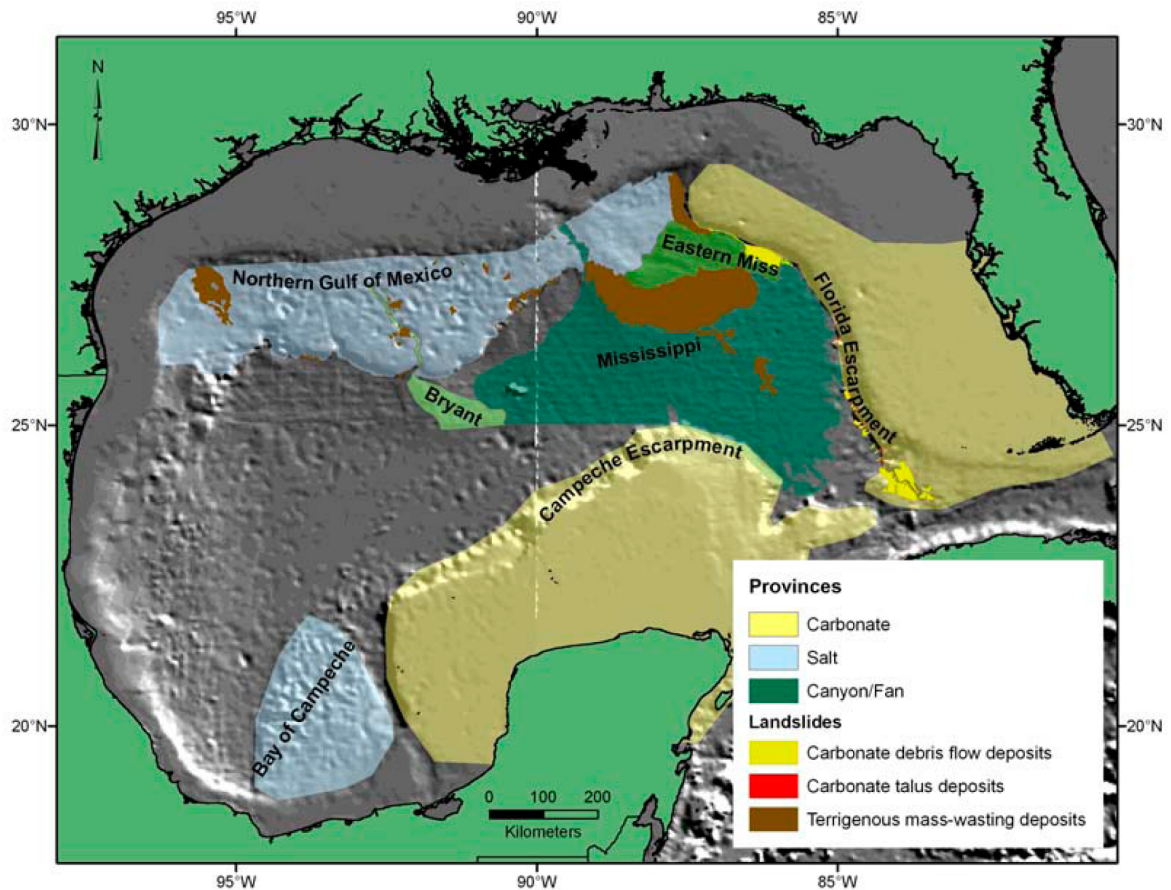 95°W
90°W
85°W
N
30°N
30°N
Northern Gulf of Mexico
Eastern Miss
Florida Escarpment
Mississippi
Bryant
25°N
25°N
Campeche Escarpment
Bay of Campeche
20°N
20°N
Provinces
Carbonate
Salt
Canyon/Fan
Landslides
Carbonate debris flow deposits
Carbonate talus deposits
Terrigenous mass-wasting deposits
0 100 200
Kilometers
95°W
90°W
85°W